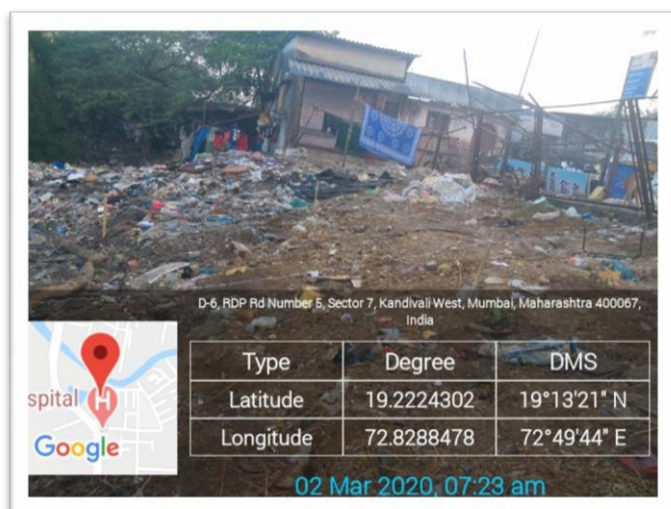 D-6, RDP Rd Number 5, Sector 7, Kandivali West, Mumbai, Maharashtra 400067,
India
spital H
Google
Type Degree DMS
Latitude 19.2224302 19°13'21" N
Longitude 72.8288478 72°49'44" E
02 Mar 2020, 07:23 am